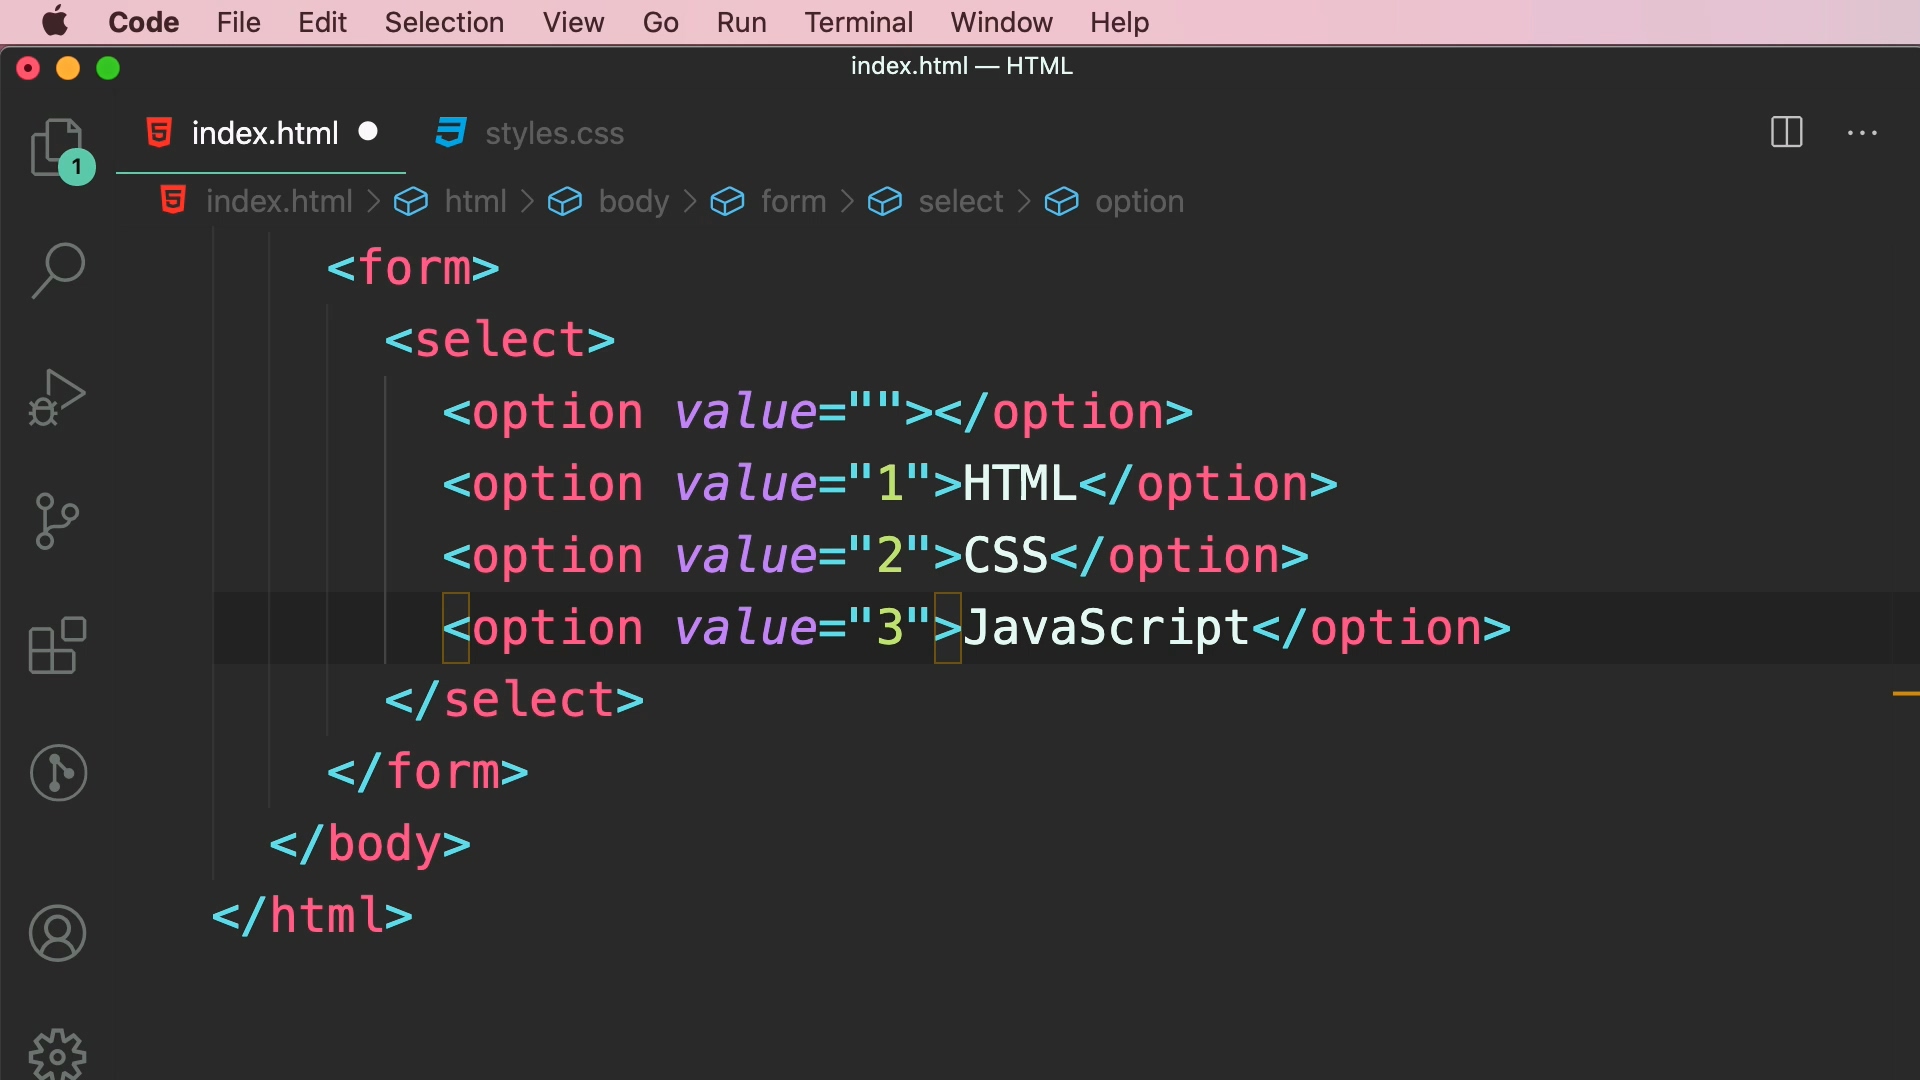 Code File Edit Selection View Go Run Terminal Window Help
index.html — HTML
1
index.html styles.css
index.html > html > body > form > select > option
<form>
<select>
<option value=""></option>
<option value="1">HTML</option>
<option value="2">CSS</option>
<option value="3">JavaScript</option>
</select>
</form>
</body>
</html>